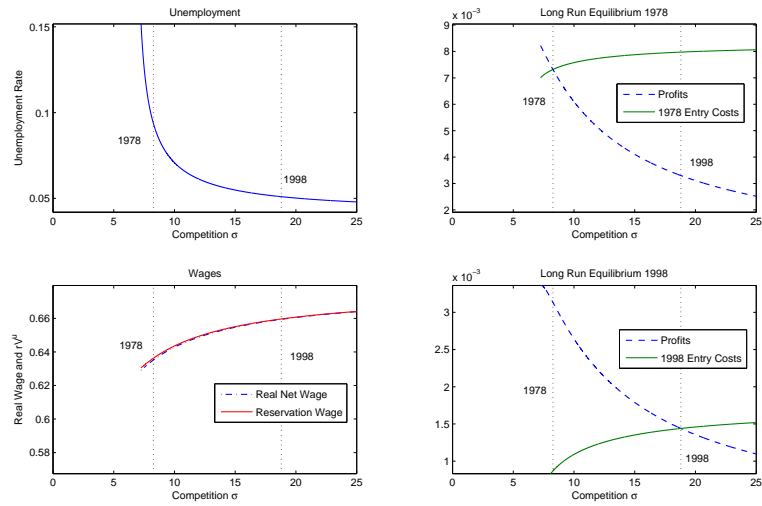 Unemployment
0.15
0.1
0.05
Unemployment Rate
1978
1998
0 5 10 15 20 25
Competition σ
Long Run Equilibrium 1978
x 10⁻³
9
8
7
6
5
4
3
2
1978
1998
Profits
1978 Entry Costs
0 5 10 15 20 25
Competition σ
Wages
0.66
0.64
0.62
0.6
0.58
Real Wage and rVᵘ
1978
1998
Real Net Wage
Reservation Wage
0 5 10 15 20 25
Competition σ
Long Run Equilibrium 1998
x 10⁻³
3.5
3
2.5
2
1.5
1
1978
1998
Profits
1998 Entry Costs
0 5 10 15 20 25
Competition σ